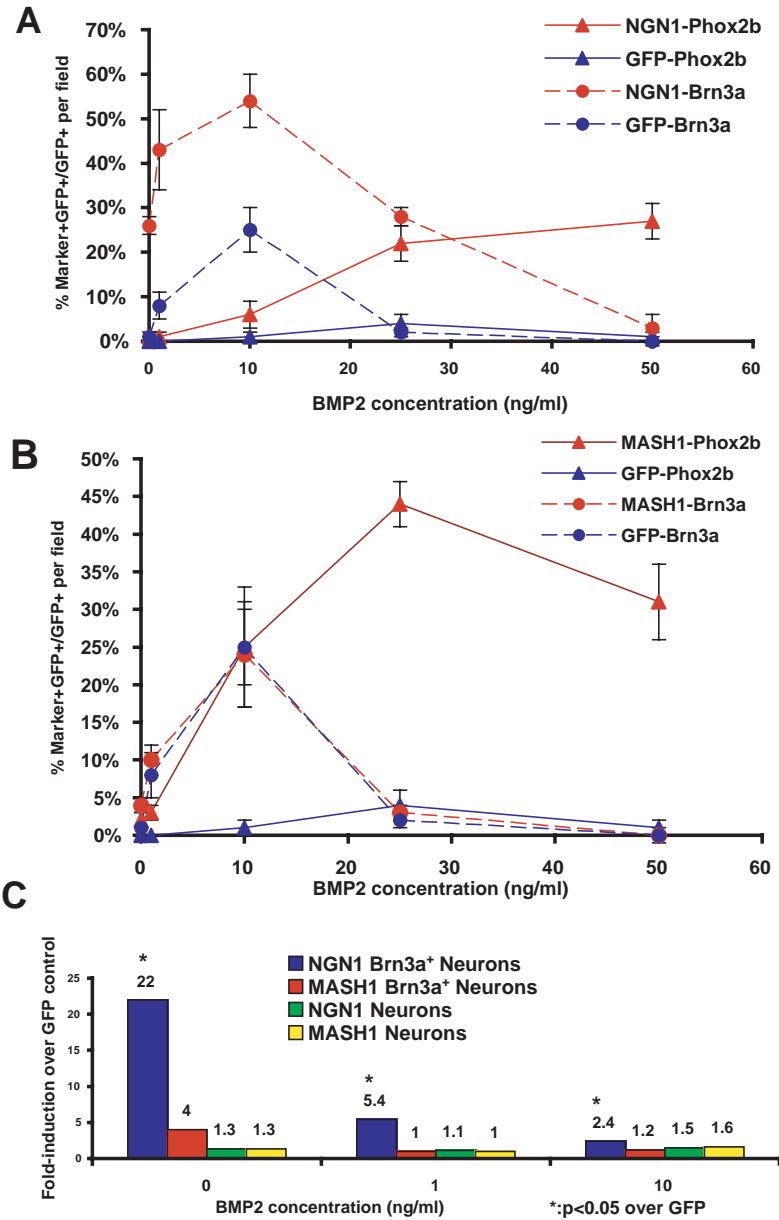 A
70%
60%
50%
40%
30%
20%
10%
0%
% Marker+GFP+/GFP+ per field
NGN1-Phox2b
GFP-Phox2b
NGN1-Brn3a
GFP-Brn3a
0 10 20 30 40 50 60
BMP2 concentration (ng/ml)
B
50%
45%
40%
35%
30%
25%
20%
15%
10%
5%
0%
% Marker+GFP+/GFP+ per field
MASH1-Phox2b
GFP-Phox2b
MASH1-Brn3a
GFP-Brn3a
0 10 20 30 40 50 60
BMP2 concentration (ng/ml)
C
Fold-induction over GFP control
25
20
15
10
5
0
NGN1 Brn3a+ Neurons
MASH1 Brn3a+ Neurons
NGN1 Neurons
MASH1 Neurons
*
22
4
1.3
1.3
*
5.4
1
1.1
1
*
2.4
1.2
1.5
1.6
0 1 10
BMP2 concentration (ng/ml)
*:p<0.05 over GFP